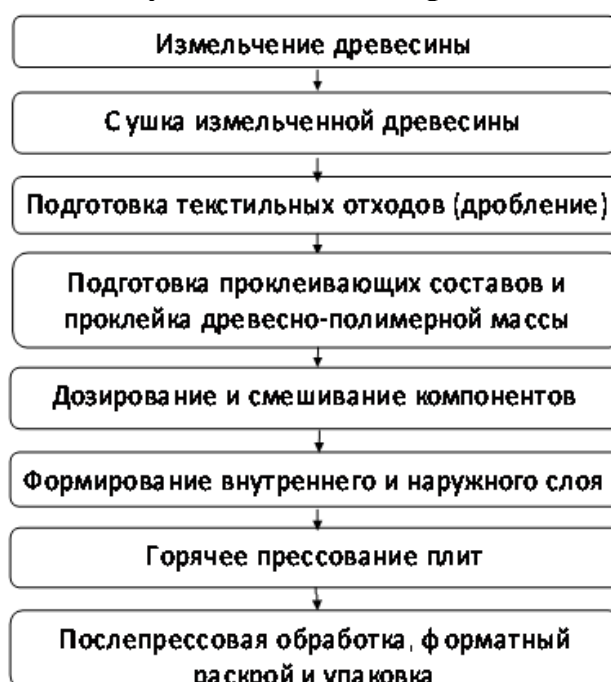 Измельчение древесины
Сушка измельченной древесины
Подготовка текстильных отходов (дробление)
Подготовка проклеивающих составов и
проклейка древесно-полимерной массы
Дозирование и смешивание компонентов
Формирование внутреннего и наружного слоя
Горячее прессование плит
Послепрессовая обработка, форматный
раскрой и упаковка